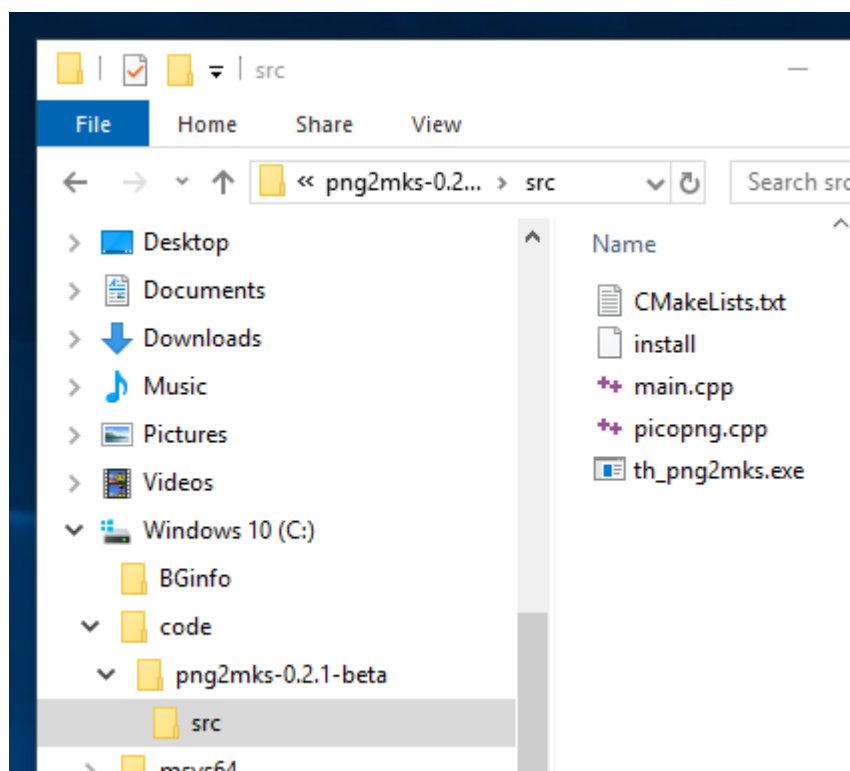 src
File Home Share View
« png2mks-0.2... > src
Search src
Desktop
Documents
Downloads
Music
Pictures
Videos
Windows 10 (C:)
BGinfo
code
png2mks-0.2.1-beta
src
msys64
Name
CMakeLists.txt
install
main.cpp
picopng.cpp
th_png2mks.exe